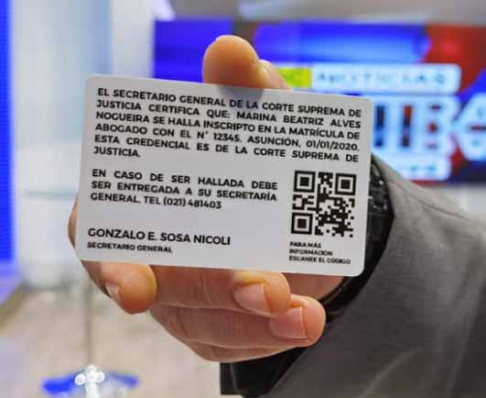 NOTICIAS
EL SECRETARIO GENERAL DE LA CORTE SUPREMA DE
JUSTICIA CERTIFICA QUE: MARINA BEATRIZ ALVES
NOGUEIRA SE HALLA INSCRIPTO EN LA MATRÍCULA DE
ABOGADO CON EL N° 12345. ASUNCIÓN, 01/01/2020.
ESTA CREDENCIAL ES DE LA CORTE SUPREMA DE
JUSTICIA.
EN CASO DE SER HALLADA DEBE
SER ENTREGADA A SU SECRETARÍA
GENERAL. TEL (021) 481403
GONZALO E. SOSA NICOLI
SECRETARIO GENERAL
PARA MÁS
INFORMACIÓN
ESCANEE EL CÓDIGO